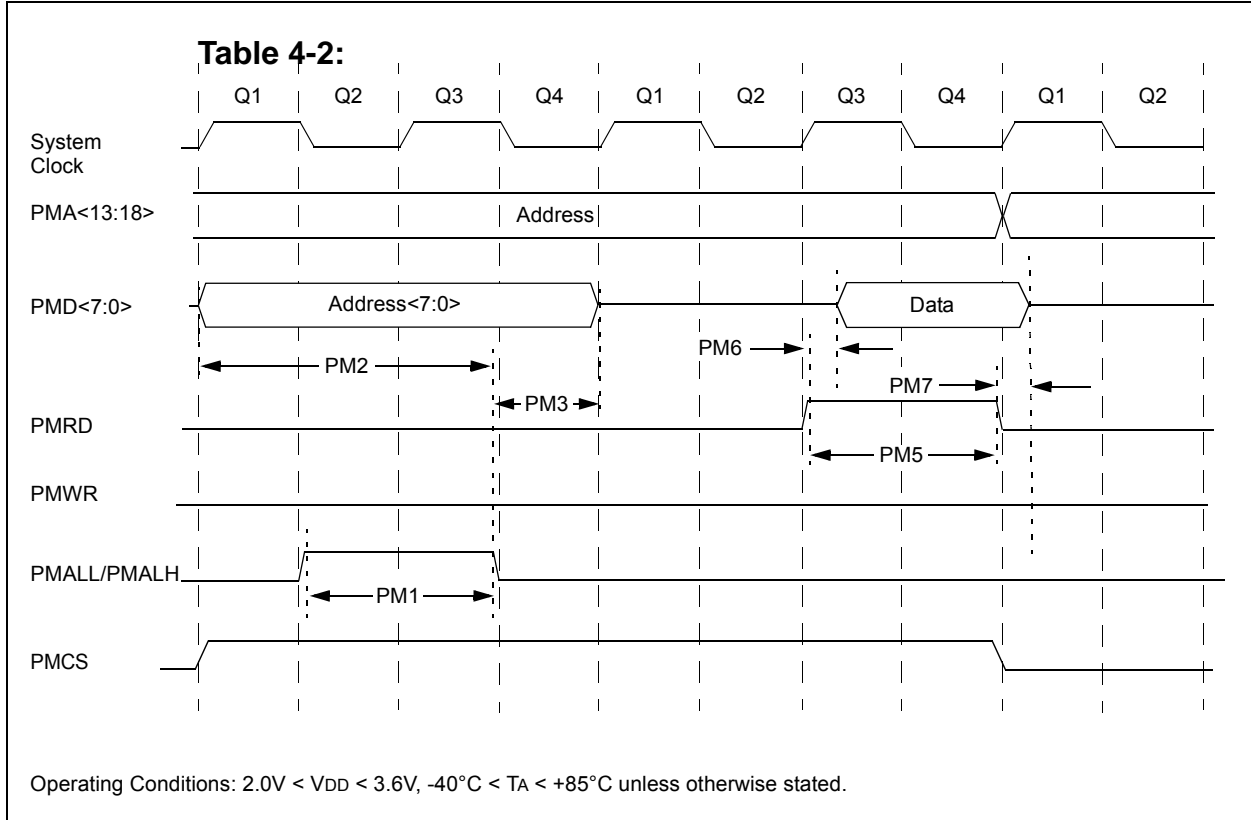 Table 4-2:
Q1 Q2 Q3 Q4 Q1 Q2 Q3 Q4 Q1 Q2
System
Clock
PMA<13:18>
Address
PMD<7:0>
Address<7:0>
Data
PM6
PM2
PM7
PM3
PMRD
PM5
PMWR
PMALL/PMALH
PM1
PMCS
Operating Conditions: 2.0V < VDD < 3.6V, -40°C < TA < +85°C unless otherwise stated.